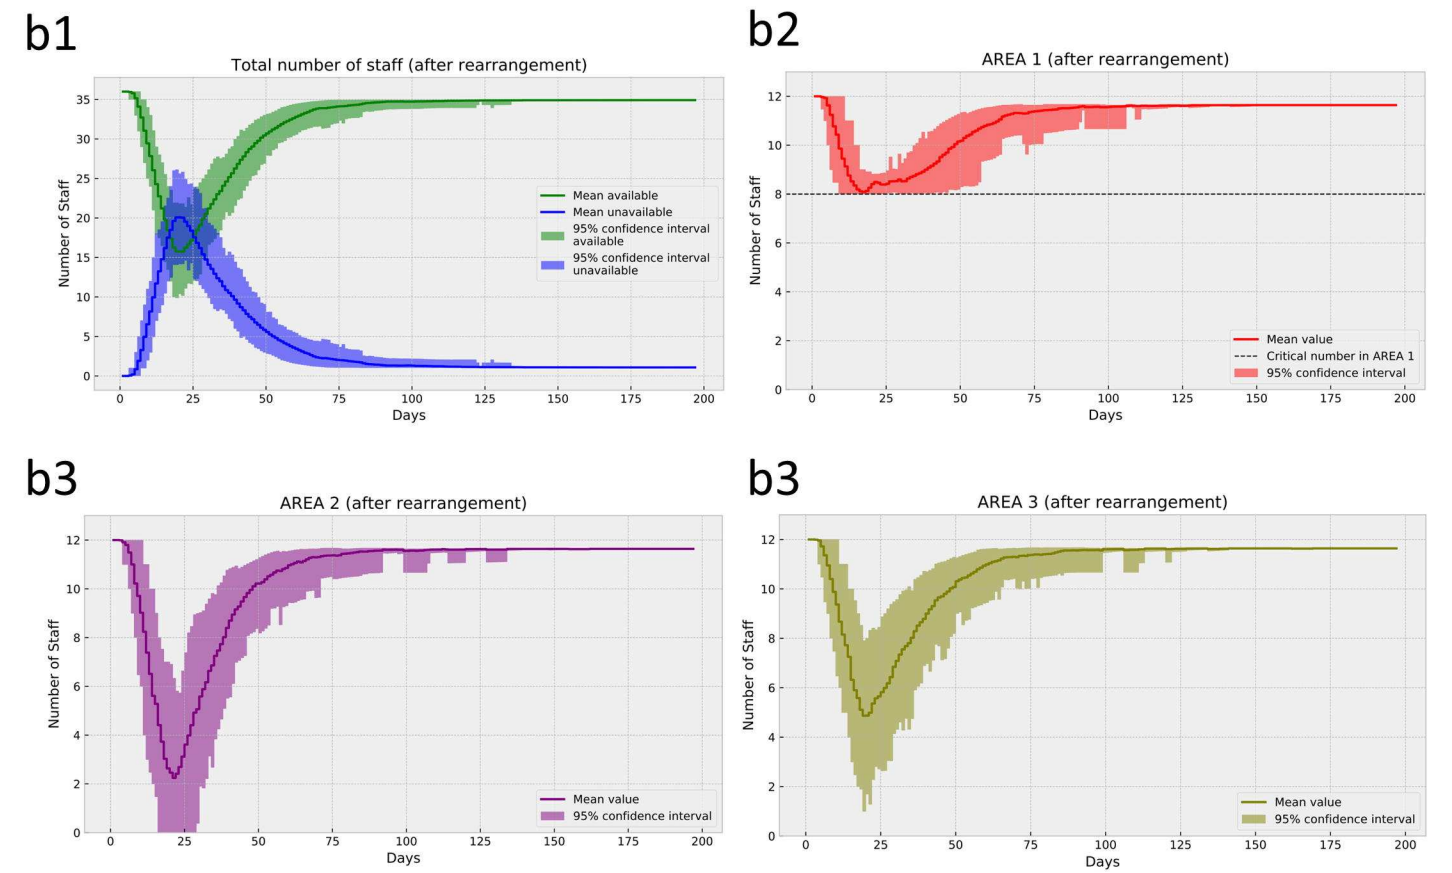 b1
Total number of staff (after rearrangement)
Number of Staff
35
30
25
20
15
10
5
0
Mean available
Mean unavailable
95% confidence interval
available
95% confidence interval
unavailable
0 25 50 75 100 125 150 175 200
Days
b2
AREA 1 (after rearrangement)
Number of Staff
12
10
8
6
4
2
0
Mean value
Critical number in AREA 1
95% confidence interval
0 25 50 75 100 125 150 175 200
Days
b3
AREA 2 (after rearrangement)
Number of Staff
12
10
8
6
4
2
0
Mean value
95% confidence interval
0 25 50 75 100 125 150 175 200
Days
b3
AREA 3 (after rearrangement)
Number of Staff
12
10
8
6
4
2
0
Mean value
95% confidence interval
0 25 50 75 100 125 150 175 200
Days